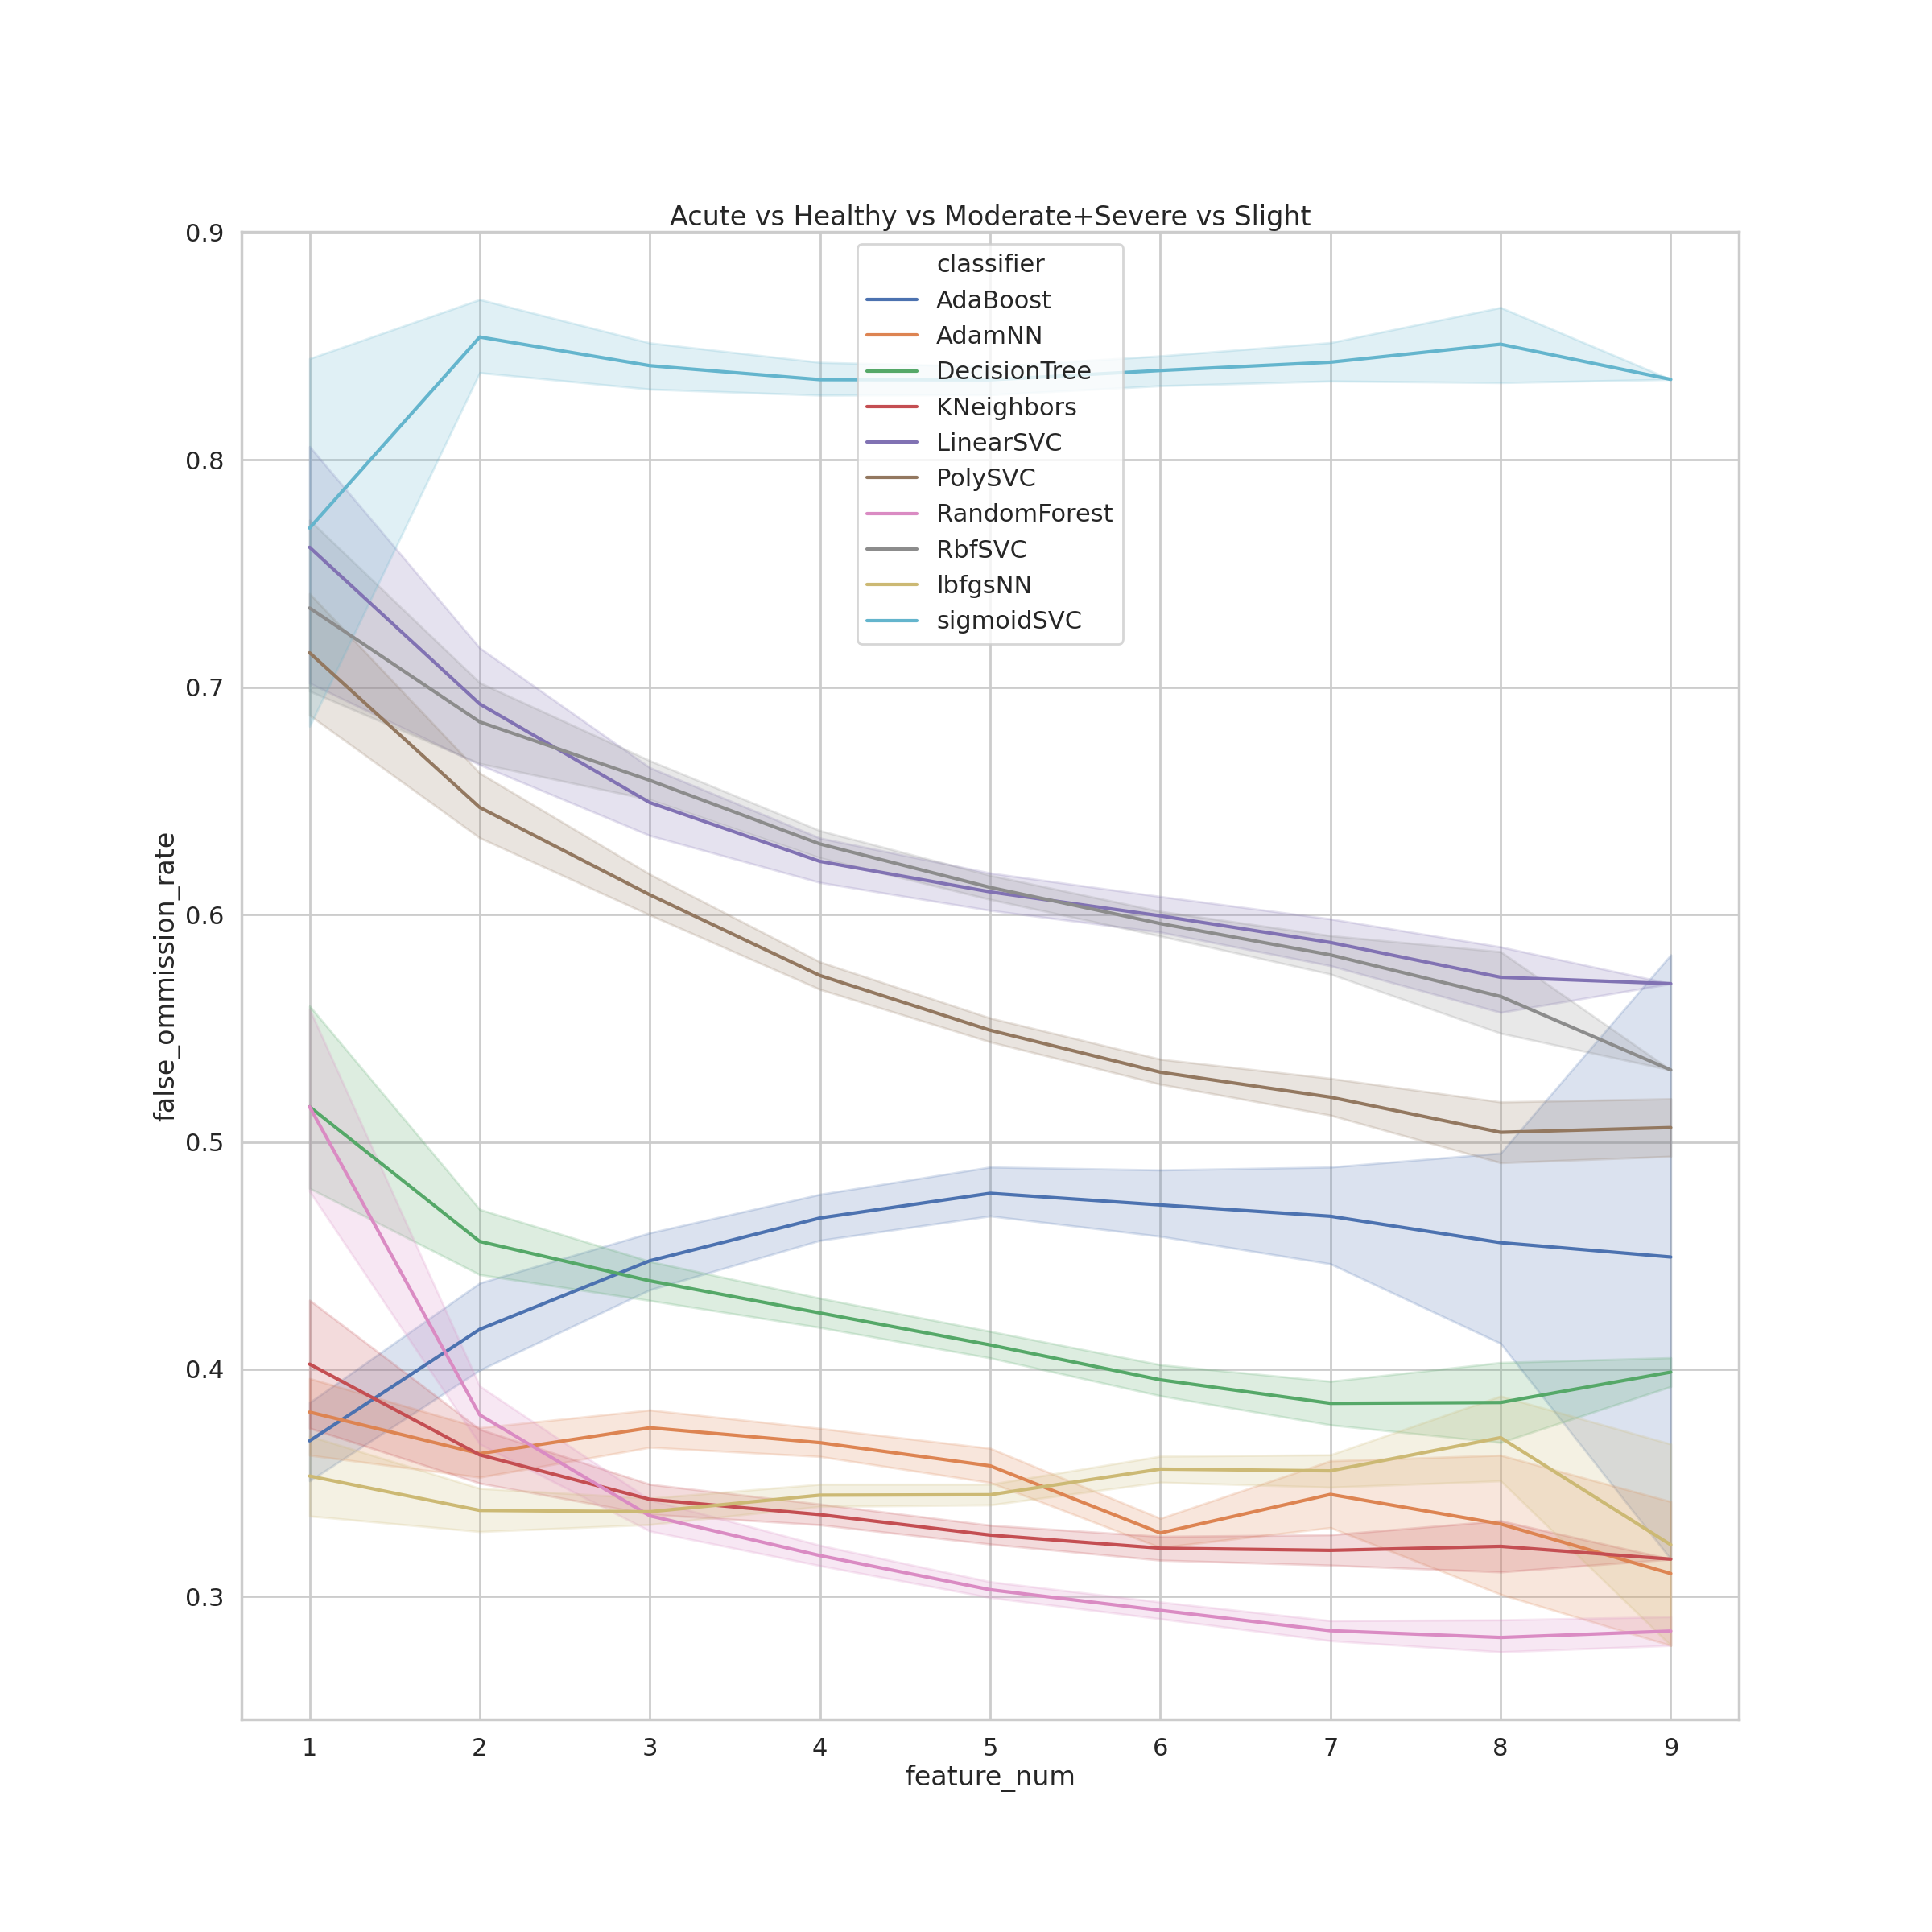 Acute vs Healthy vs Moderate+Severe vs Slight
classifier
AdaBoost
AdamNN
DecisionTree
KNeighbors
LinearSVC
PolySVC
RandomForest
RbfSVC
lbfgsNN
sigmoidSVC
false_ommission_rate
0.9
0.8
0.7
0.6
0.5
0.4
0.3
1 2 3 4 5 6 7 8 9
feature_num